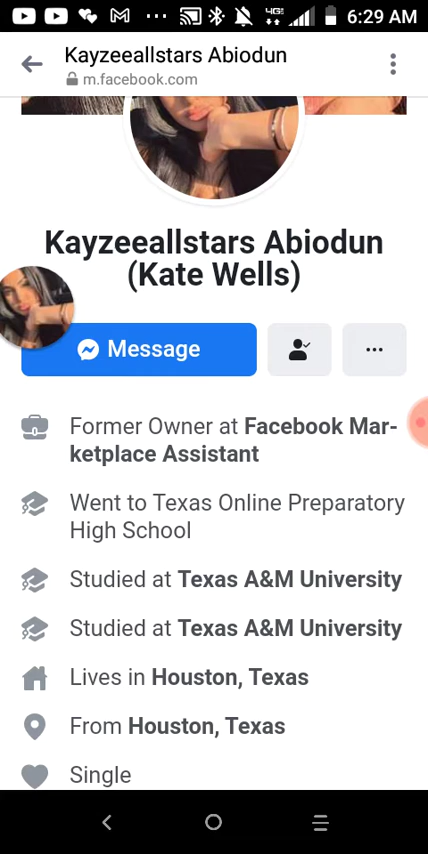 4G 6:29 AM
Kayzeeallstars Abiodun
m.facebook.com
Kayzeeallstars Abiodun
(Kate Wells)
Message
Former Owner at Facebook Mar-
ketplace Assistant
Went to Texas Online Preparatory
High School
Studied at Texas A&M University
Studied at Texas A&M University
Lives in Houston, Texas
From Houston, Texas
Single